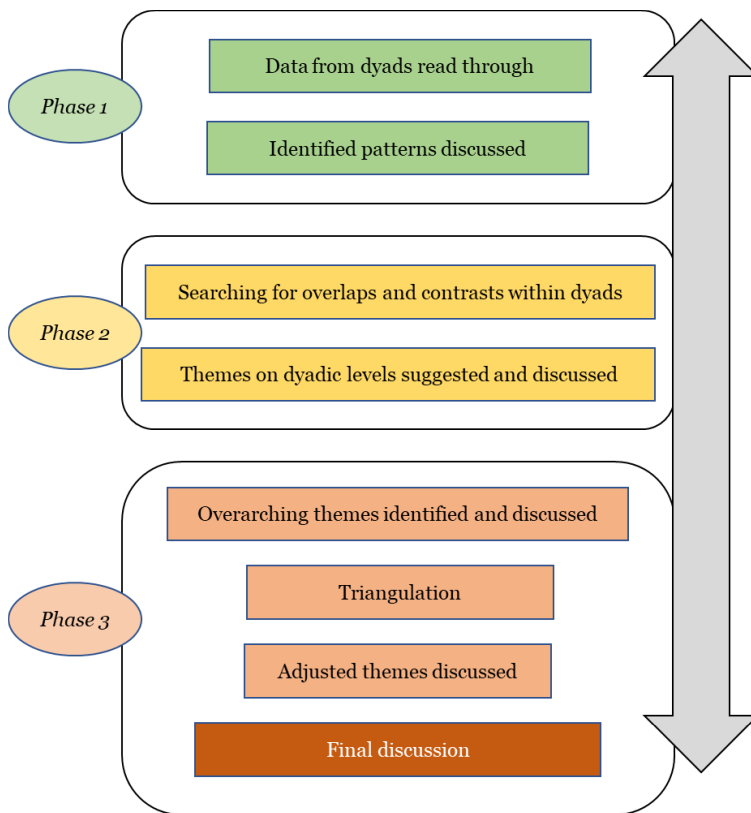 Phase 1
Data from dyads read through
Identified patterns discussed
Phase 2
Searching for overlaps and contrasts within dyads
Themes on dyadic levels suggested and discussed
Phase 3
Overarching themes identified and discussed
Triangulation
Adjusted themes discussed
Final discussion